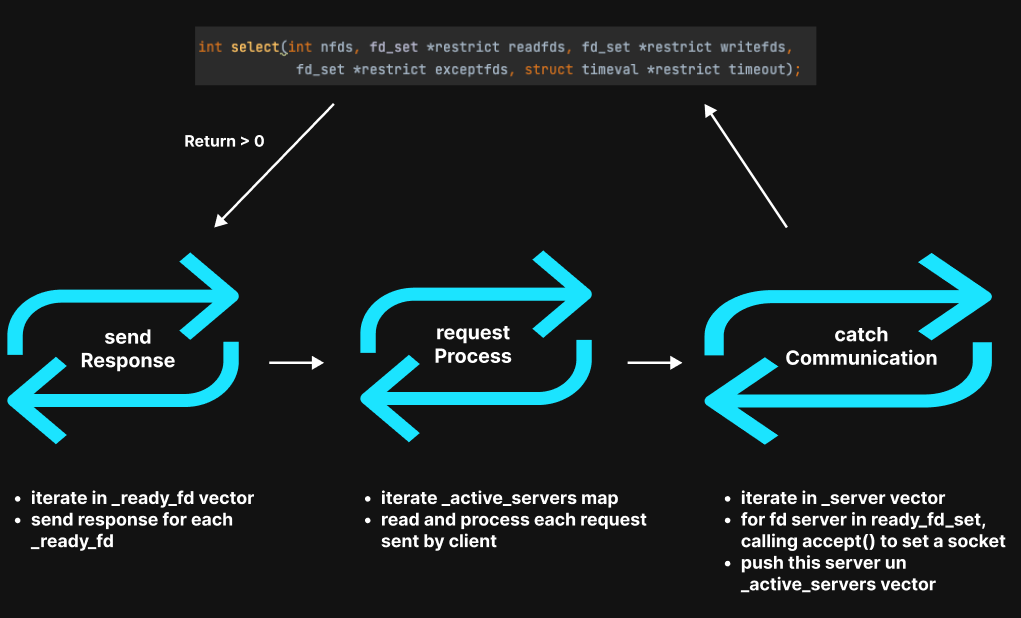 int select(int nfds, fd_set *restrict readfds, fd_set *restrict writefds,
fd_set *restrict exceptfds, struct timeval *restrict timeout);
Return > 0
send
Response
request
Process
catch
Communication
• iterate in _ready_fd vector
• send response for each
_ready_fd
• iterate _active_servers map
• read and process each request
sent by client
• iterate in _server vector
• for fd server in ready_fd_set,
calling accept() to set a socket
• push this server un
_active_servers vector